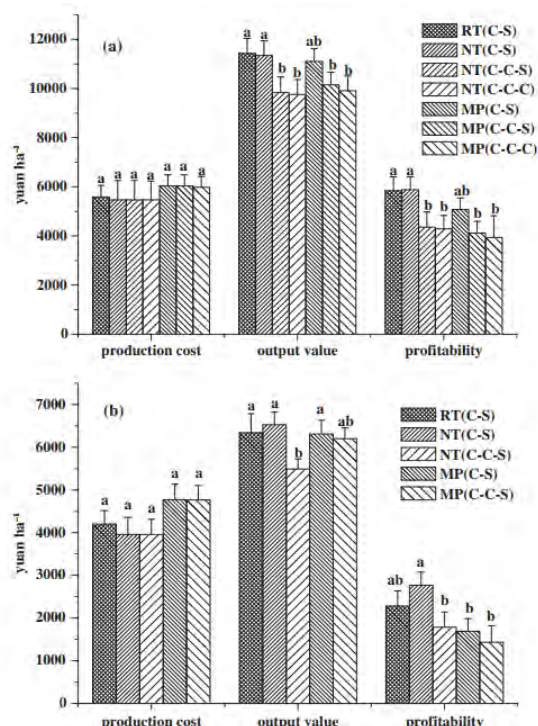 (a)
yuan ha⁻¹
12000
10000
8000
6000
4000
2000
0
a a a a a a a
a a b b ab b b
a a b b ab b b
RT(C-S)
NT(C-S)
NT(C-C-S)
NT(C-C-C)
MP(C-S)
MP(C-C-S)
MP(C-C-C)
production cost output value profitability
(b)
yuan ha⁻¹
7000
6000
5000
4000
3000
2000
1000
0
a a a a a
a a b a ab
ab a b b b
RT(C-S)
NT(C-S)
NT(C-C-S)
MP(C-S)
MP(C-C-S)
production cost output value profitability